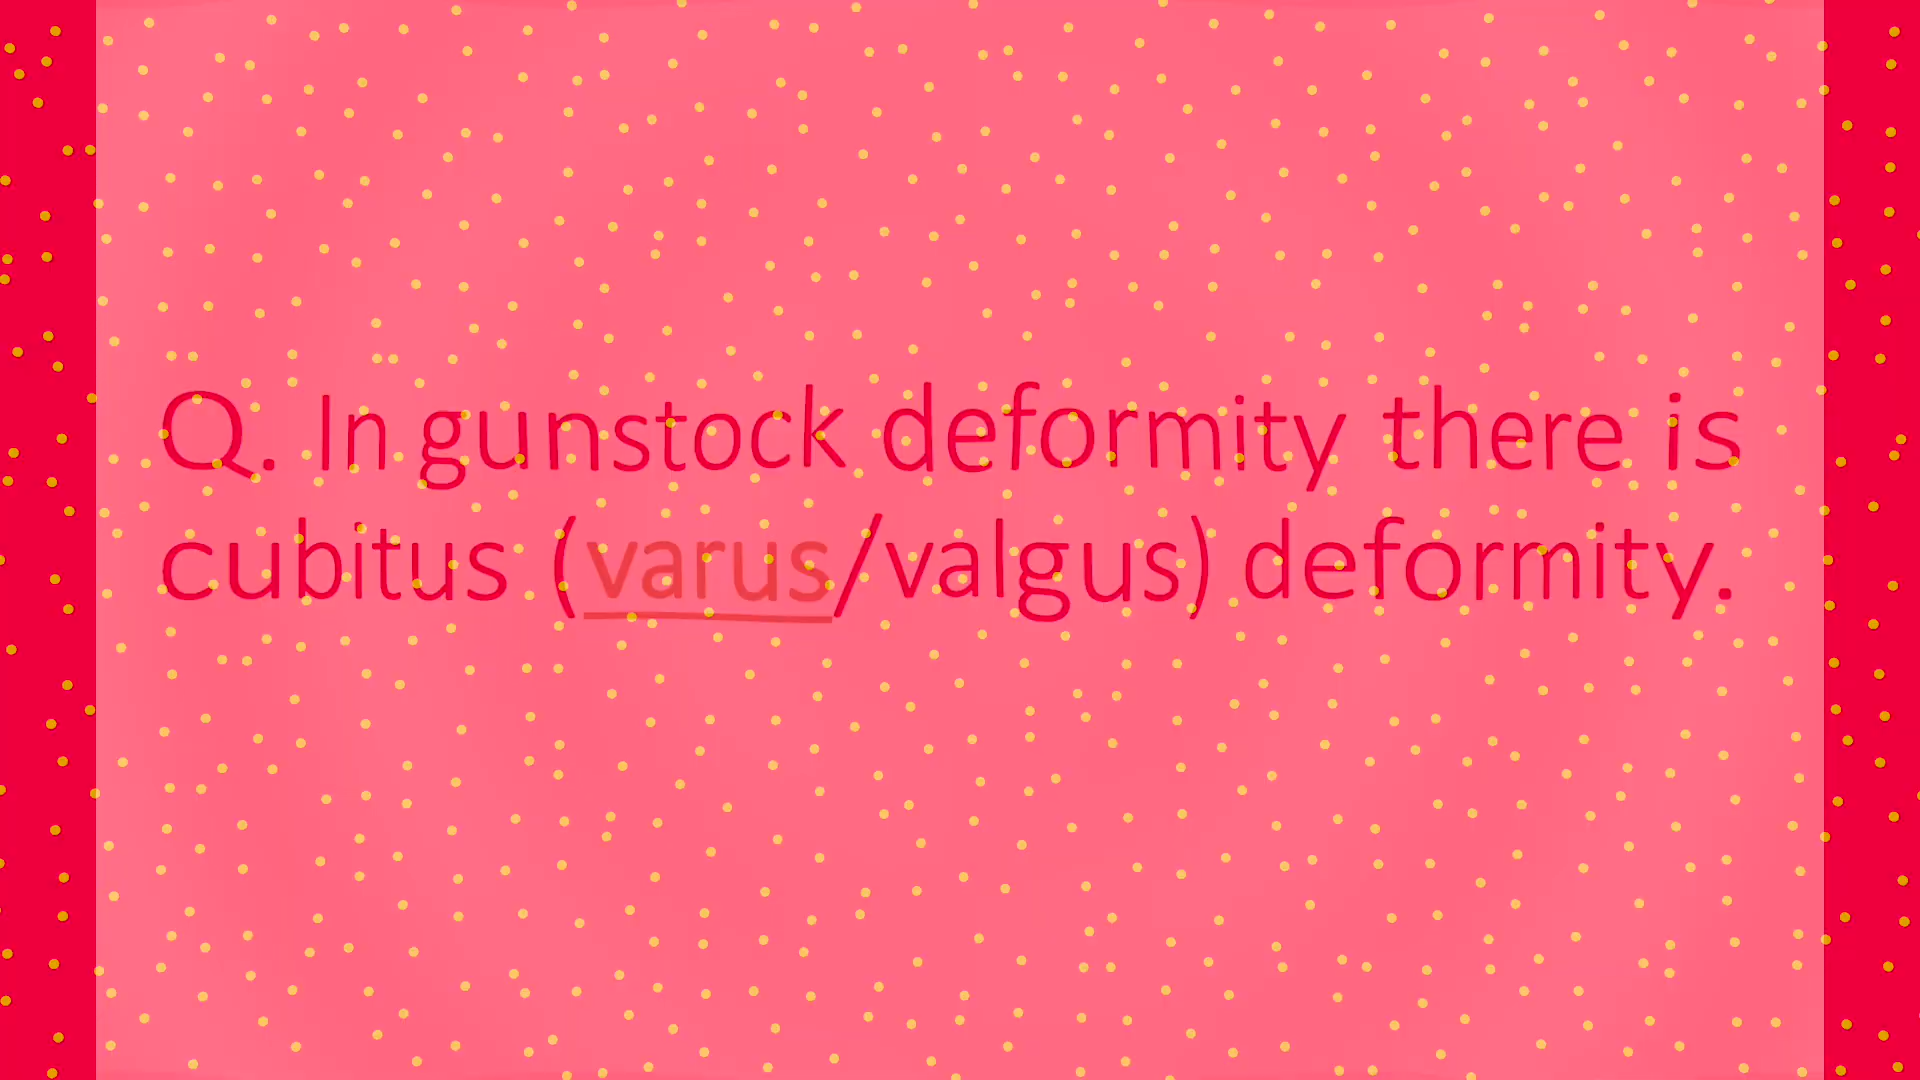 Q. In gunstock deformity there is
cubitus (varus/valgus) deformity.